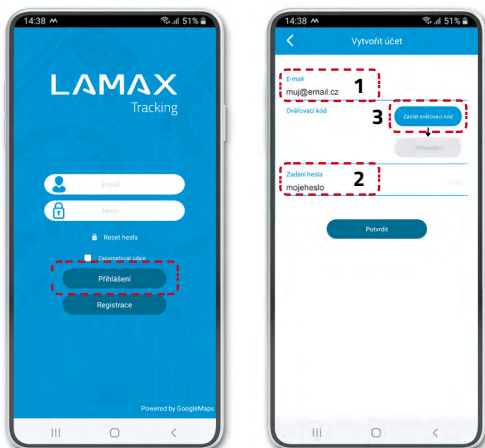 14:38
51%
LAMAX
Tracking
E-mail
Heslo
Reset hesla
Zapamatovat údaje
Přihlášení
Registrace
Powered by GoogleMaps
14:38
51%
Vytvořit účet
E-mail
muj@email.cz
1
Ověřovací kód
3
Zaslat ověřovací kód
Zadání hesla
mojeheslo
2
Potvrdit